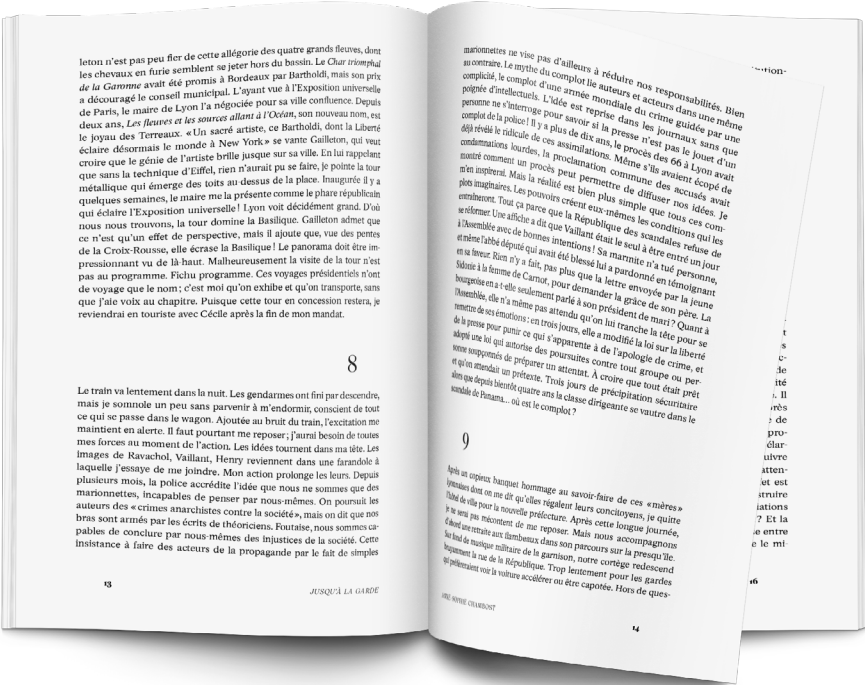 leton n'est pas peu fier de cette allégorie des quatre grands fleuves, dont
les chevaux en furie semblent se jeter hors du bassin. Le Char triomphal
de la Garonne avait été promis à Bordeaux par Bartholdi, mais son prix
a découragé le conseil municipal. L'ayant vue à l'Exposition universelle
de Paris, le maire de Lyon l'a négociée pour sa ville confluence. Depuis
deux ans, Les fleuves et les sources allant à l'Océan, son nouveau nom, est
le joyau des Terreaux. « Un sacré artiste, ce Bartholdi, dont la Liberté
éclaire désormais le monde à New York » se vante Gailleton, qui veut
croire que le génie de l'artiste brille jusque sur sa ville. En lui rappelant
que sans la technique d'Eiffel, rien n'aurait pu se faire, je pointe la tour
métallique qui émerge des toits au-dessus de la place. Inaugurée il y a
quelques semaines, le maire me la présente comme le phare républicain
qui éclaire l'Exposition universelle ! Lyon voit décidément grand. D'où
nous nous trouvons, la tour domine la Basilique. Gailleton admet que
ce n'est qu'un effet de perspective, mais il ajoute que, vue des pentes
de la Croix-Rousse, elle écrase la Basilique ! Le panorama doit être im-
pressionnant vu de là-haut. Malheureusement la visite de la tour n'est
pas au programme. Fichu programme. Ces voyages présidentiels n'ont
de voyage que le nom ; c'est moi qu'on exhibe et qu'on transporte, sans
que j'aie voix au chapitre. Puisque cette tour en concession restera, je
reviendrai en touriste avec Cécile après la fin de mon mandat.
8
Le train va lentement dans la nuit. Les gendarmes ont fini par descendre,
mais je somnole un peu sans parvenir à m'endormir, conscient de tout
ce qui se passe dans le wagon. Ajoutée au bruit du train, l'excitation me
maintient en alerte. Il faut pourtant me reposer ; j'aurai besoin de toutes
mes forces au moment de l'action. Les idées tournent dans ma tête. Les
images de Ravachol, Vaillant, Henry reviennent dans une farandole à
laquelle j'essaye de me joindre. Mon action prolonge les leurs. Depuis
plusieurs mois, la police accrédite l'idée que nous ne sommes que des
marionnettes, incapables de penser par nous-mêmes. On poursuit les
auteurs des « crimes anarchistes contre la société », mais on dit que nos
bras sont armés par les écrits de théoriciens. Foutaise, nous sommes ca-
pables de conclure par nous-mêmes des injustices de la société. Cette
insistance à faire des acteurs de la propagande par le fait de simples
13
JUSQU'À LA GARDE
marionnettes ne vise pas d'ailleurs à réduire nos responsabilités. Bien
au contraire. Le mythe du complot lie auteurs et acteurs dans une même
complicité, le complot d'une année mondiale du crime guidée par une
poignée d'intellectuels. L'idée est reprise dans les journaux sans que
personne ne s'interroge pour savoir si la presse n'est pas le jouet d'un
complot de la police ! Il y a plus de dix ans, le procès des 66 à Lyon avait
déjà révélé le ridicule de ces assimilations. Même s'ils avaient écopé de
condamnations lourdes, la proclamation commune des accusés avait
montré comment un procès peut permettre de diffuser nos idées. Je
m'en inspirerai. Mais la réalité est bien plus simple que tous ces com-
plots imaginaires. Les pouvoirs créent eux-mêmes les conditions qui les
entraîneront. Tout ça parce que la République des scandales refuse de
se réformer. Une affiche a dit que Vaillant était le seul à être entré un jour
à l'Assemblée avec de bonnes intentions ! Sa marmite n'a tué personne,
et même l'abbé député qui avait été blessé lui a pardonné en témoignant
en sa faveur. Rien n'y a fait, pas plus que la lettre envoyée par la jeune
Sidonie à la femme de Carnot, pour demander la grâce de son père. La
bourgeoise en a-t-elle seulement parlé à son président de mari ? Quant à
l'Assemblée, elle n'a même pas attendu qu'on lui tranche la tête pour se
remettre de ses émotions : en trois jours, elle a modifié la loi sur la liberté
de la presse pour punir ce qui s'apparente à de l'apologie de crime, et
adopté une loi qui autorise des poursuites contre tout groupe ou per-
sonne soupçonnés de préparer un attentat. À croire que tout était prêt
et qu'on attendait un prétexte. Trois jours de précipitation sécuritaire
alors que depuis bientôt quatre ans la classe dirigeante se vautre dans le
scandale de Panama... où est le complot ?
9
Après un copieux banquet hommage au savoir-faire de ces « mères »
lyonnaises dont on me dit qu'elles régalent leurs concitoyens, je quitte
l'hôtel de ville pour la nouvelle préfecture. Après cette longue journée,
je ne serai pas mécontent de me reposer. Mais nous accompagnons
d'abord une retraite aux flambeaux dans son parcours sur la presqu'île.
Sur fond de musique militaire de la garnison, notre cortège redescend
longuement la rue de la République. Trop lentement pour les gardes
qui préféreraient voir la voiture accélérer ou être capotée. Hors de ques-
ANNE-SOPHIE CHAMBOST
14
16